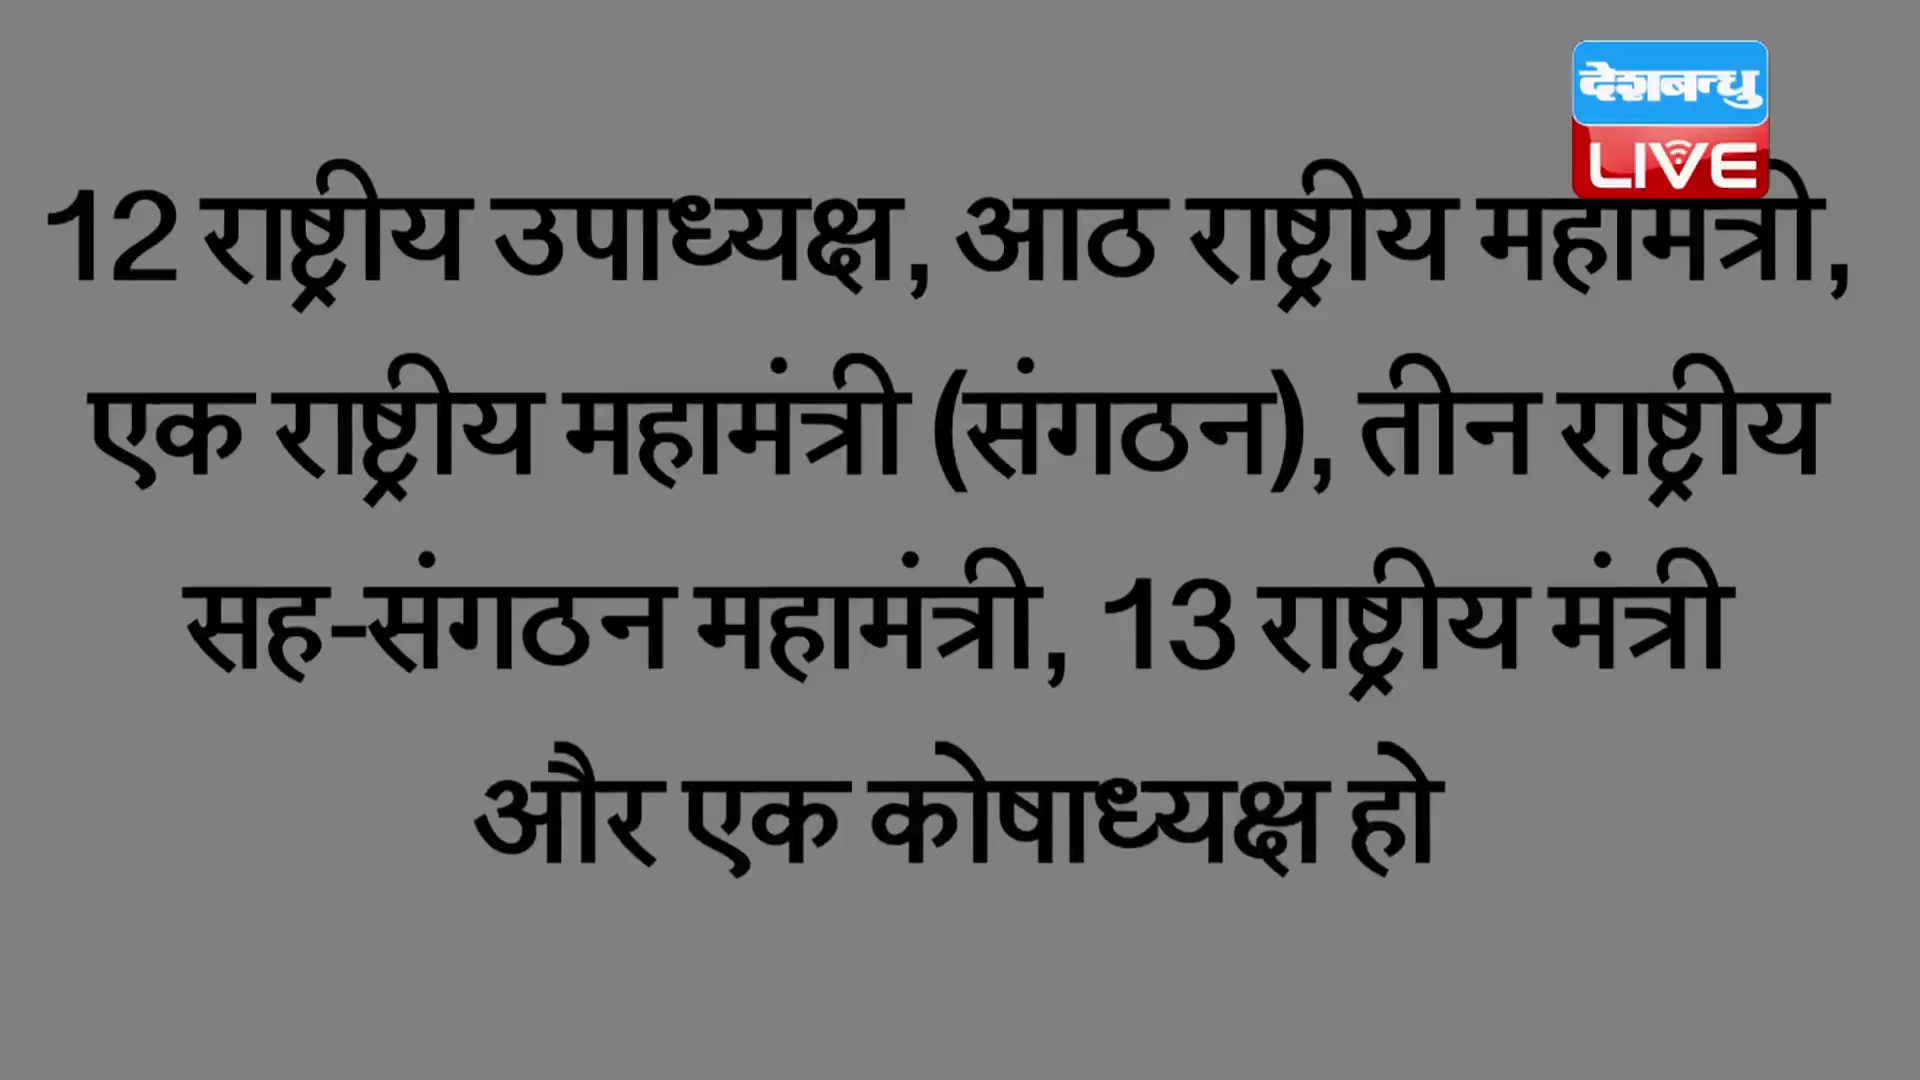 देशबन्धु
LIVE
12 राष्ट्रीय उपाध्यक्ष, आठ राष्ट्रीय महामंत्री,
एक राष्ट्रीय महामंत्री (संगठन), तीन राष्ट्रीय
सह-संगठन महामंत्री, 13 राष्ट्रीय मंत्री
और एक कोषाध्यक्ष हो